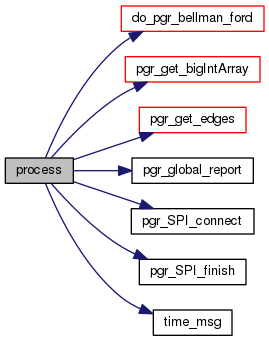 do_pgr_bellman_ford
pgr_get_bigIntArray
pgr_get_edges
process
pgr_global_report
pgr_SPI_connect
pgr_SPI_finish
time_msg